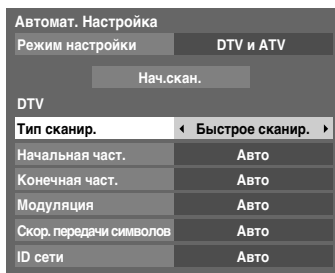 Автомат. Настройка
Режим настройки DTV и ATV
Нач.скан.
DTV
Тип сканир. Быстрое сканир.
Начальная част. Авто
Конечная част. Авто
Модуляция Авто
Скор. передачи символов Авто
ID сети Авто